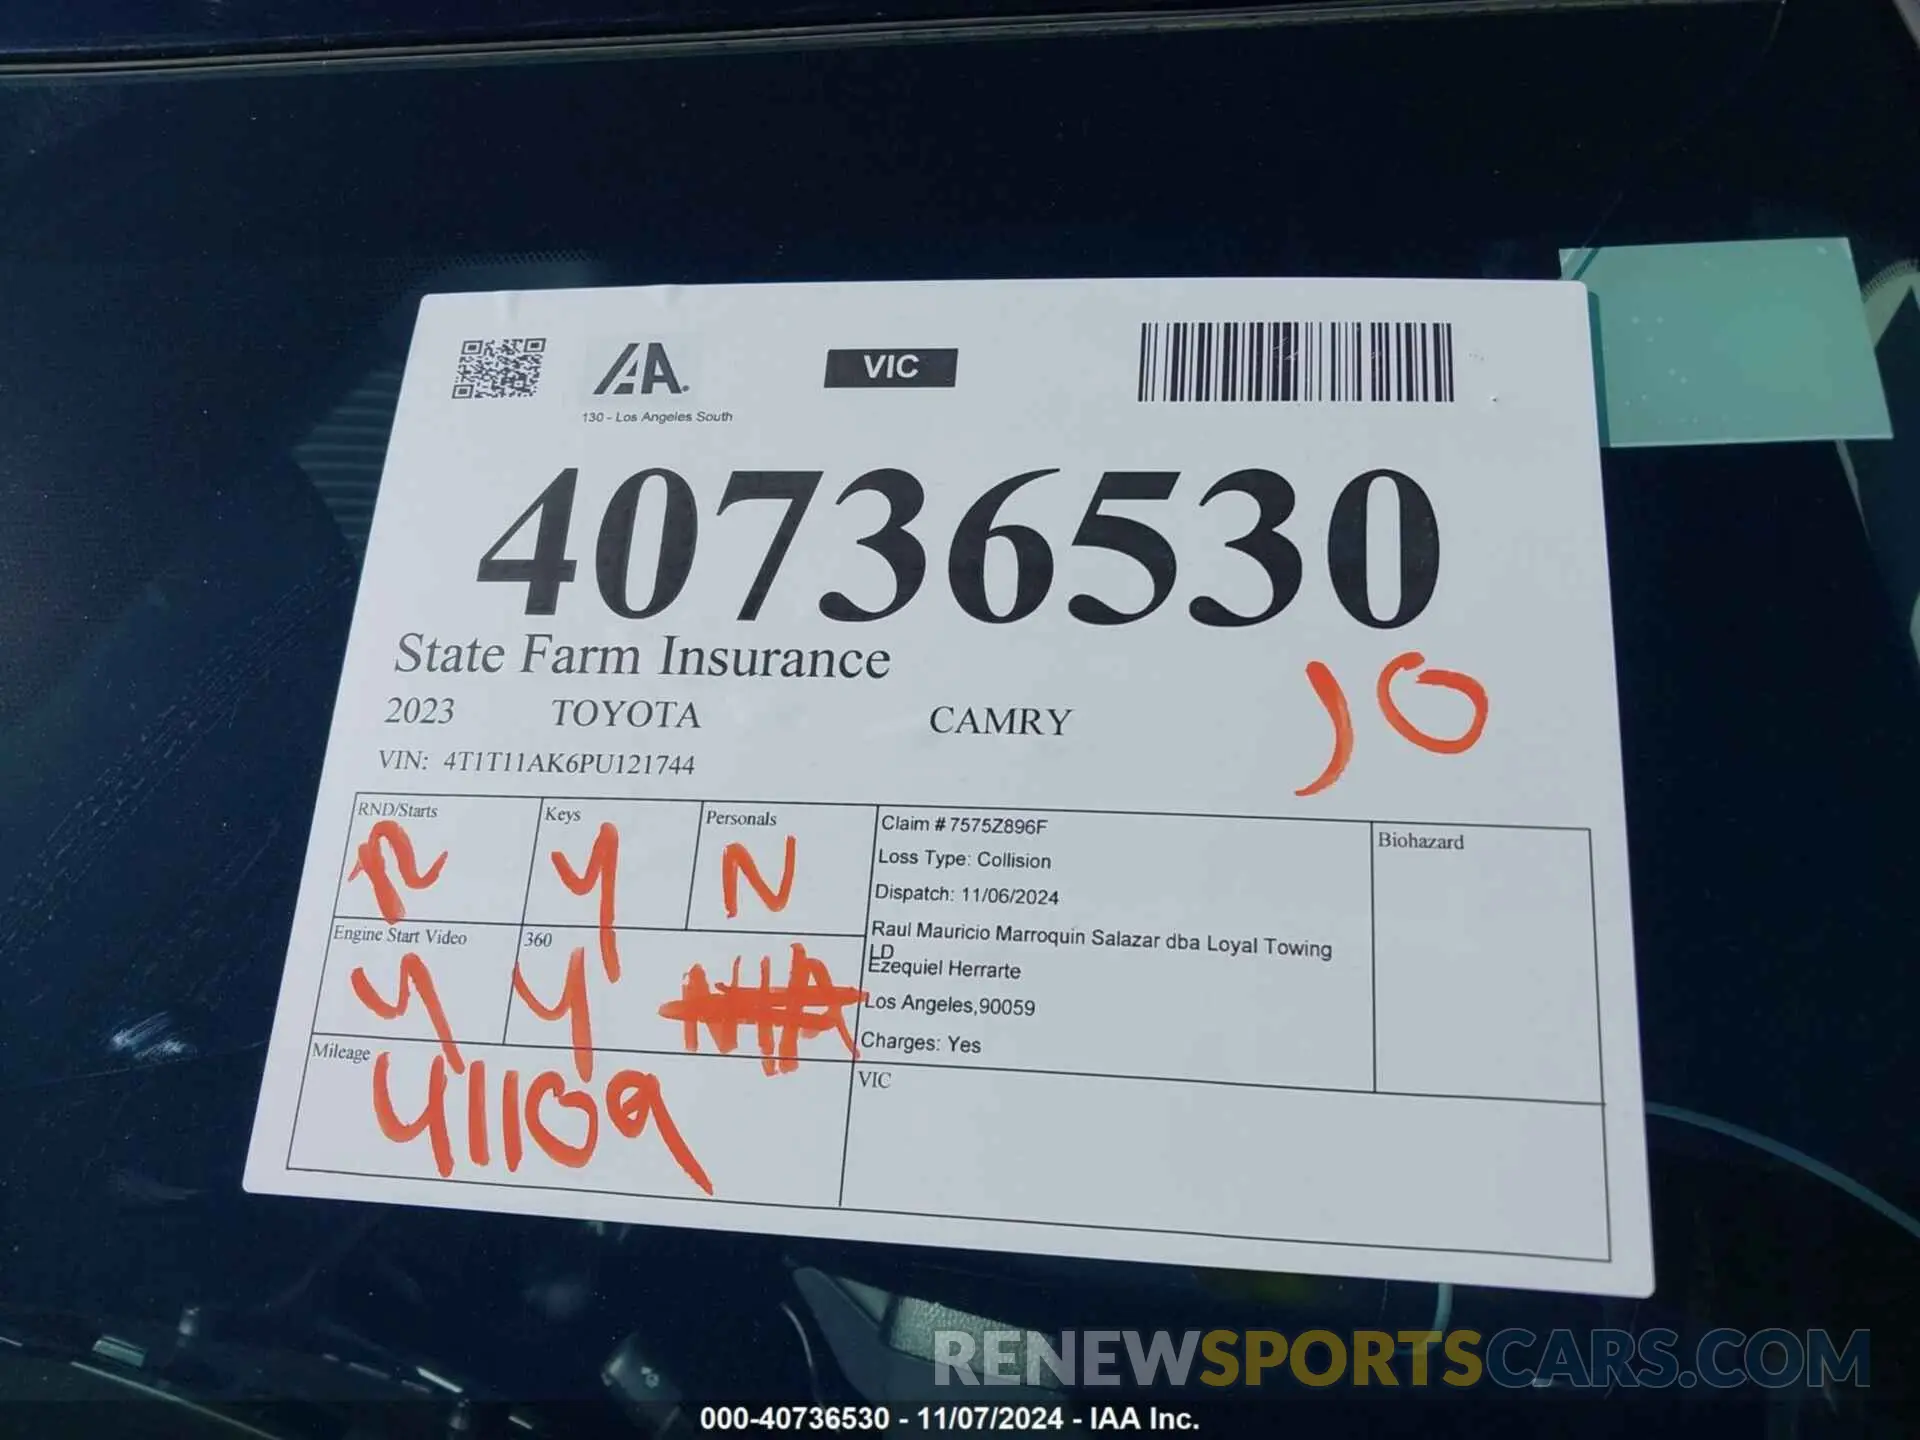 IAA.
VIC
130 - Los Angeles South
40736530
State Farm Insurance
10
2023 TOYOTA CAMRY
VIN: 4T1T11AK6PU121744
RND/Starts
R
Keys
Y
Personals
N
Engine Start Video
Y
360
Y
N/A
Mileage
41109
Claim # 7575Z896F
Loss Type: Collision
Dispatch: 11/06/2024
Raul Mauricio Marroquin Salazar dba Loyal Towing
LD
Ezequiel Herrarte
Los Angeles,90059
Charges: Yes
Biohazard
VIC
RENEWSPORTSCARS.COM
000-40736530 - 11/07/2024 - IAA Inc.